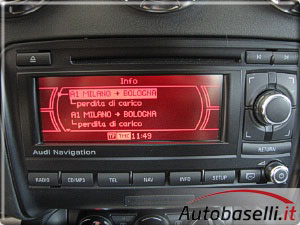 Info
A1 MILANO → BOLOGNA
perdita di carico
A1 MILANO → BOLOGNA
perdita di carico
TP TMC 11:49
Audi Navigation
RETURN
RADIO CD/MP3 TEL NAV INFO SETUP
Autobaselli.it